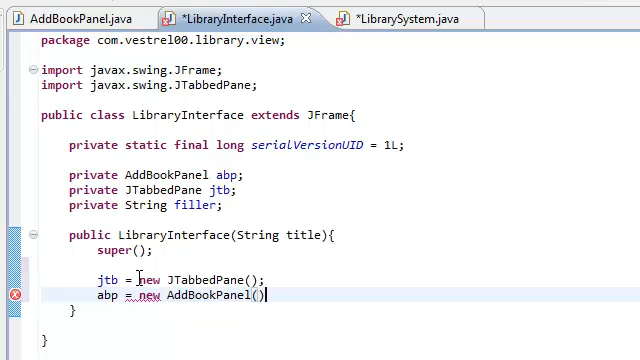 AddBookPanel.java *LibraryInterface.java *LibrarySystem.java
package com.vestrel00.library.view;
import javax.swing.JFrame;
import javax.swing.JTabbedPane;
public class LibraryInterface extends JFrame{
private static final long serialVersionUID = 1L;
private AddBookPanel abp;
private JTabbedPane jtb;
private String filler;
public LibraryInterface(String title){
super();
jtb = new JTabbedPane();
abp = new AddBookPanel()
}
}